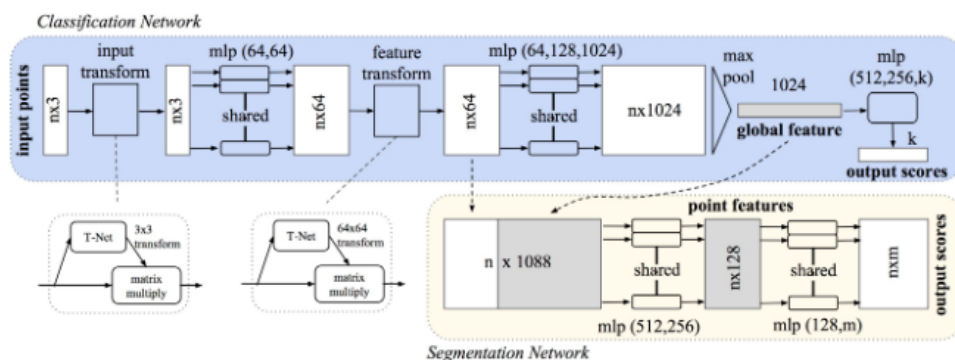 Classification Network
input
transform
mlp (64,64)
feature
transform
mlp (64,128,1024)
max
pool
mlp
(512,256,k)
input points
nx3
nx3
shared
nx64
nx64
shared
nx1024
1024
global feature
k
output scores
T-Net
3x3
transform
matrix
multiply
T-Net
64x64
transform
matrix
multiply
point features
n x 1088
shared
nx128
shared
nxm
output scores
mlp (512,256)
mlp (128,m)
Segmentation Network